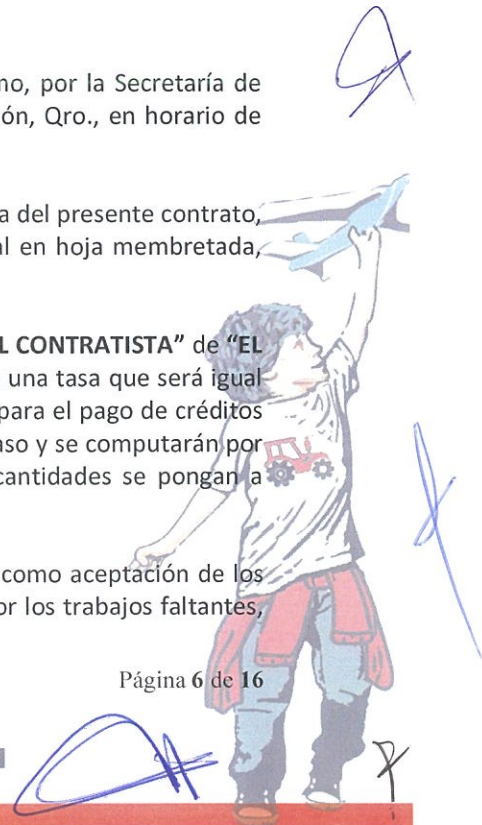 no, por la Secretaría de
ón, Qro., en horario de
a del presente contrato,
al en hoja membretada,
L CONTRATISTA" de "EL
una tasa que será igual
para el pago de créditos
aso y se computarán por
cantidades se pongan a
como aceptación de los
or los trabajos faltantes,
Página 6 de 16